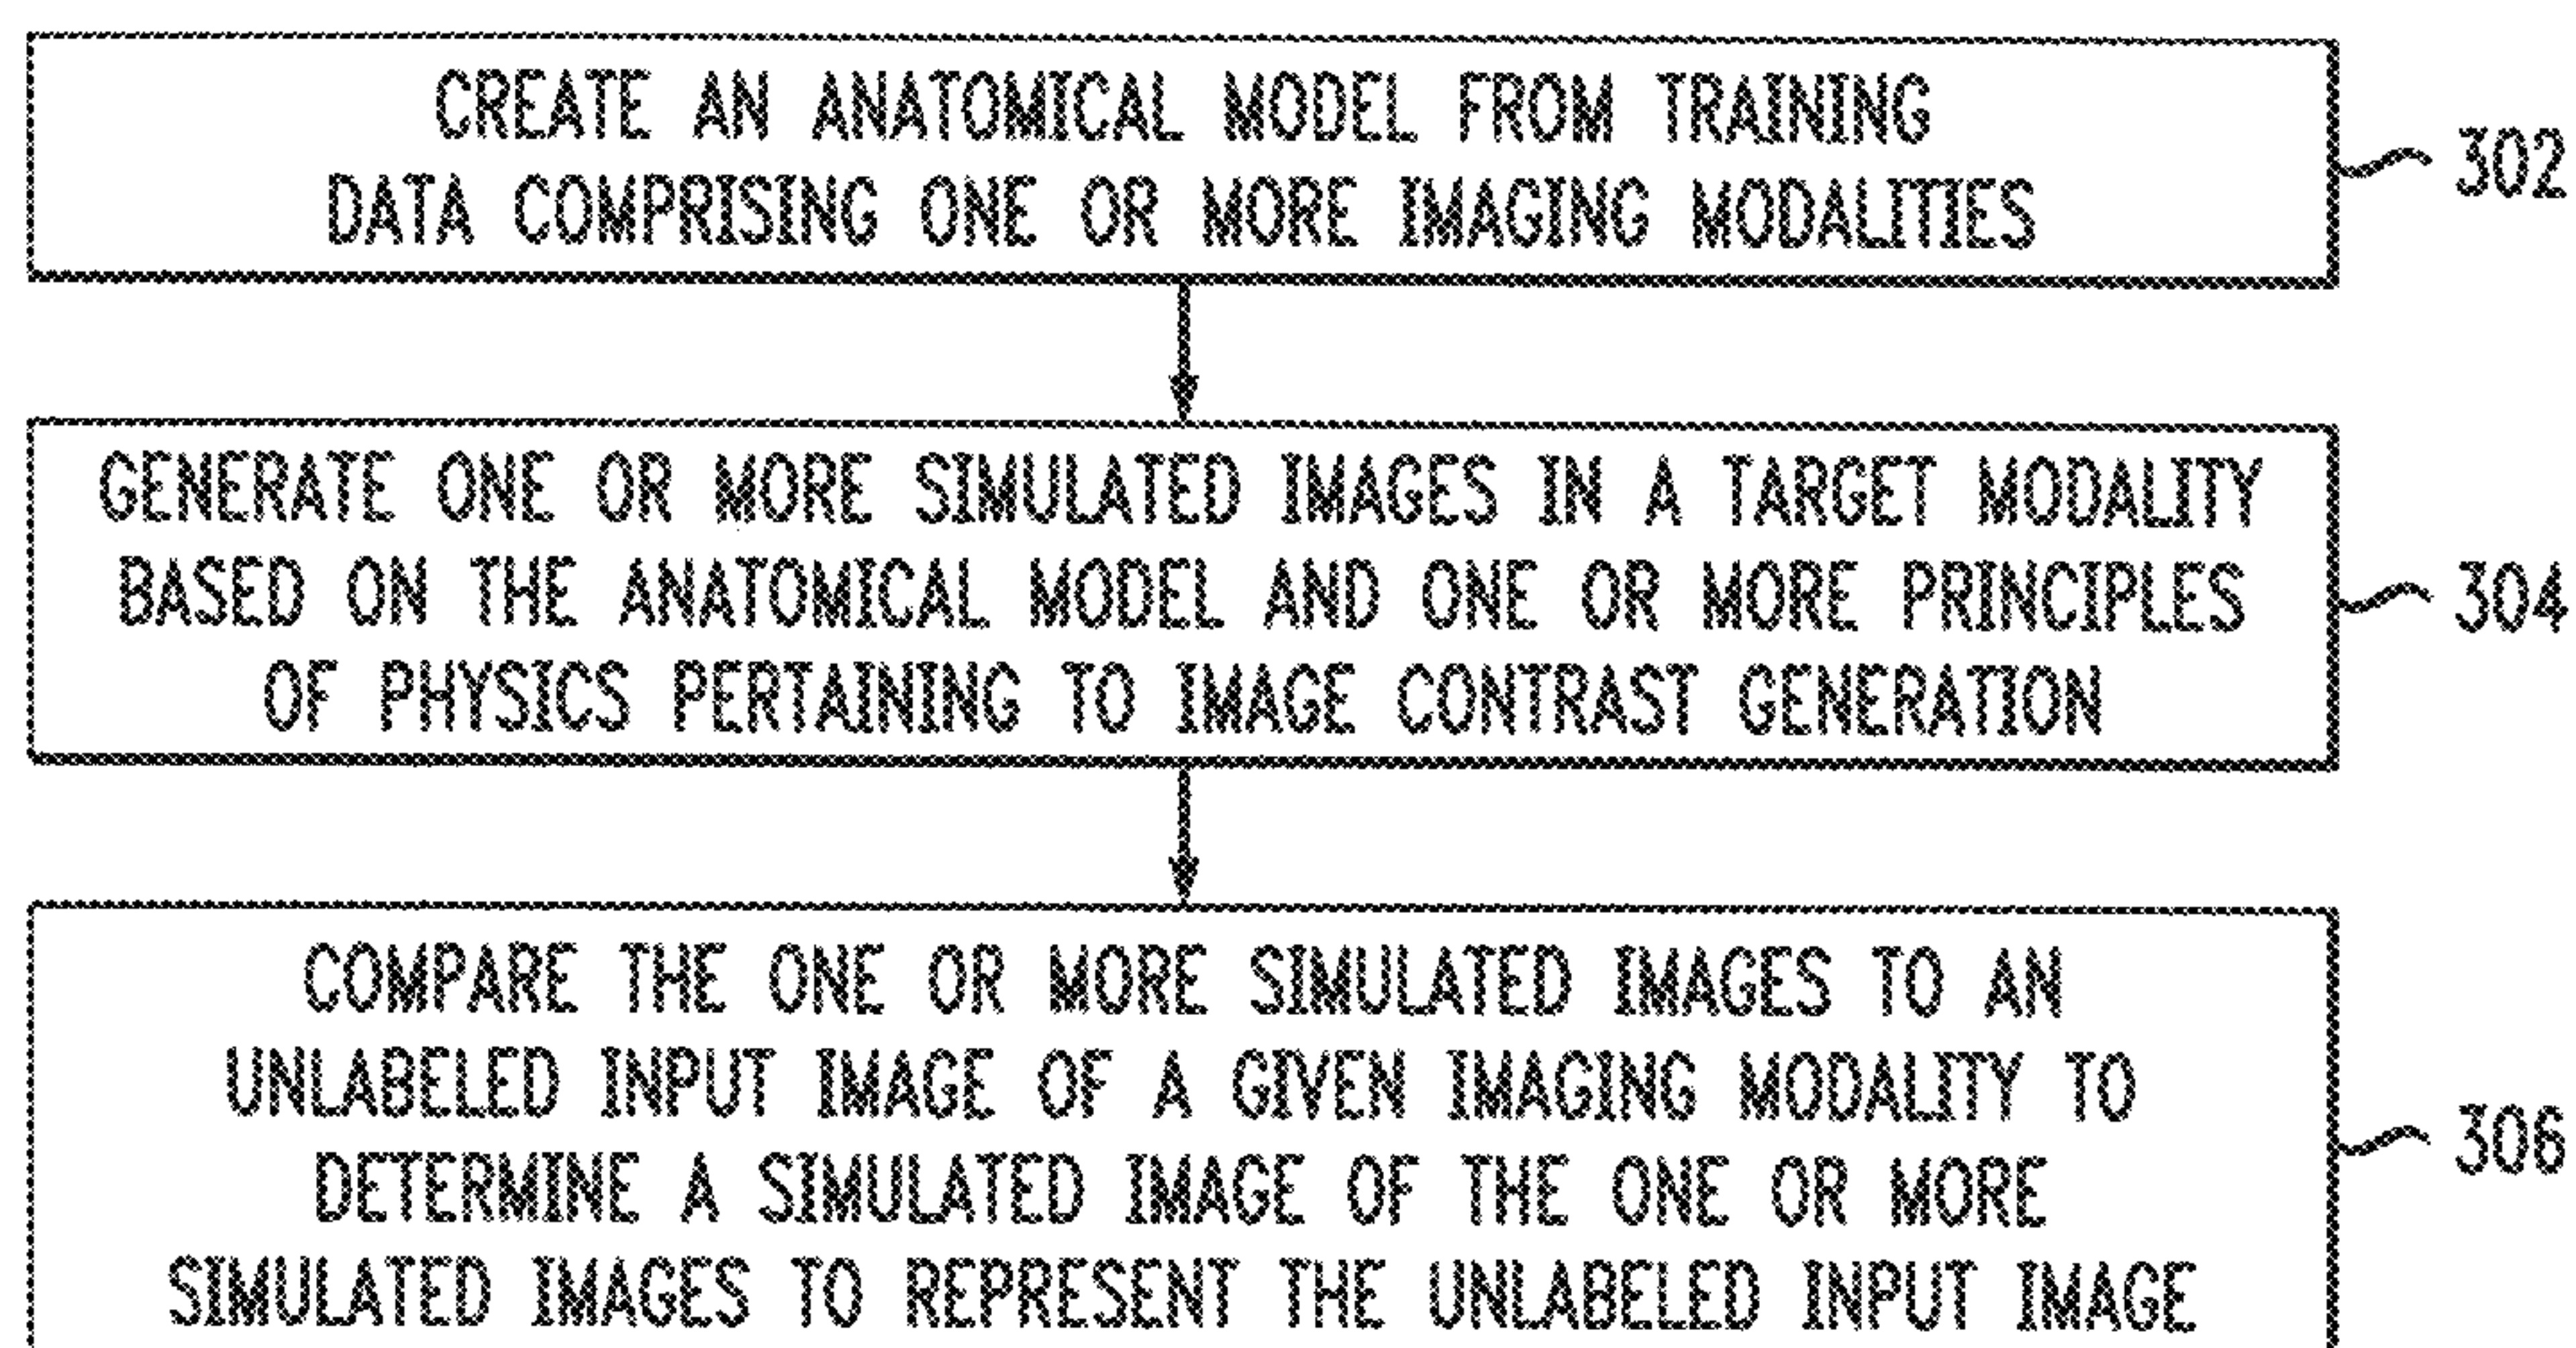 CREATE AN ANATOMICAL MODEL FROM TRAINING
DATA COMPRISING ONE OR MORE IMAGING MODALITIES
302
GENERATE ONE OR MORE SIMULATED IMAGES IN A TARGET MODALITY
BASED ON THE ANATOMICAL MODEL AND ONE OR MORE PRINCIPLES
OF PHYSICS PERTAINING TO IMAGE CONTRAST GENERATION
304
COMPARE THE ONE OR MORE SIMULATED IMAGES TO AN
UNLABELED INPUT IMAGE OF A GIVEN IMAGING MODALITY TO
DETERMINE A SIMULATED IMAGE OF THE ONE OR MORE
SIMULATED IMAGES TO REPRESENT THE UNLABELED INPUT IMAGE
306